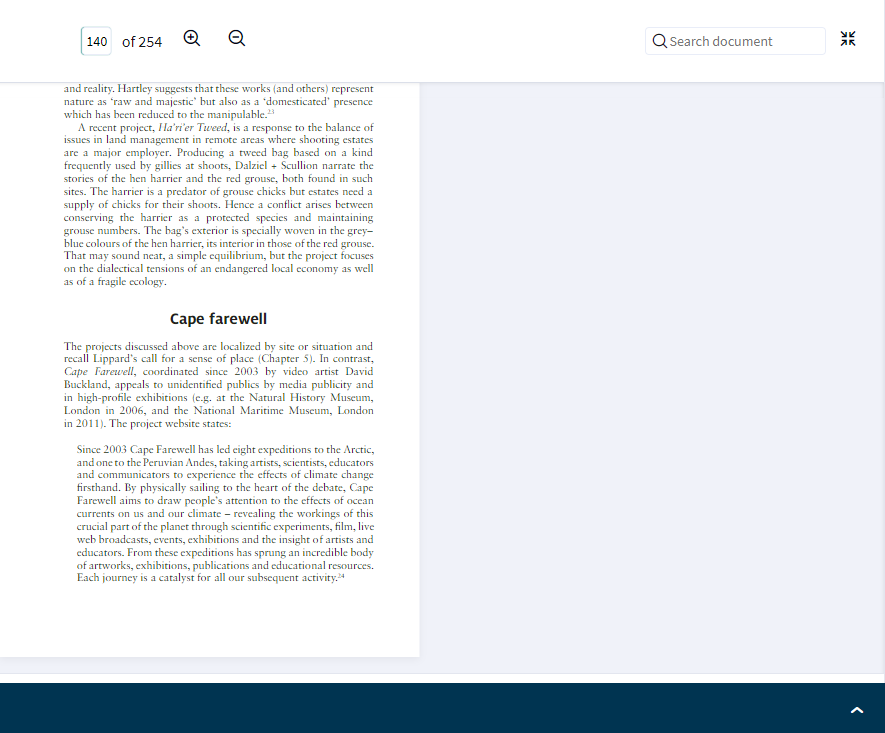 140 of 254
Search document
and reality. Hartley suggests that these works (and others) represent
nature as ‘raw and majestic’ but also as a ‘domesticated’ presence
which has been reduced to the manipulable.23
A recent project, Ha’ri’er Tweed, is a response to the balance of
issues in land management in remote areas where shooting estates
are a major employer. Producing a tweed bag based on a kind
frequently used by gillies at shoots, Dalziel + Scullion narrate the
stories of the hen harrier and the red grouse, both found in such
sites. The harrier is a predator of grouse chicks but estates need a
supply of chicks for their shoots. Hence a conflict arises between
conserving the harrier as a protected species and maintaining
grouse numbers. The bag’s exterior is specially woven in the grey–
blue colours of the hen harrier, its interior in those of the red grouse.
That may sound neat, a simple equilibrium, but the project focuses
on the dialectical tensions of an endangered local economy as well
as of a fragile ecology.
Cape farewell
The projects discussed above are localized by site or situation and
recall Lippard’s call for a sense of place (Chapter 5). In contrast,
Cape Farewell, coordinated since 2003 by video artist David
Buckland, appeals to unidentified publics by media publicity and
in high-profile exhibitions (e.g. at the Natural History Museum,
London in 2006, and the National Maritime Museum, London
in 2011). The project website states:
Since 2003 Cape Farewell has led eight expeditions to the Arctic,
and one to the Peruvian Andes, taking artists, scientists, educators
and communicators to experience the effects of climate change
firsthand. By physically sailing to the heart of the debate, Cape
Farewell aims to draw people’s attention to the effects of ocean
currents on us and our climate – revealing the workings of this
crucial part of the planet through scientific experiments, film, live
web broadcasts, events, exhibitions and the insight of artists and
educators. From these expeditions has sprung an incredible body
of artworks, exhibitions, publications and educational resources.
Each journey is a catalyst for all our subsequent activity.24